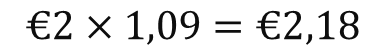 €2 × 1,09 = €2,18